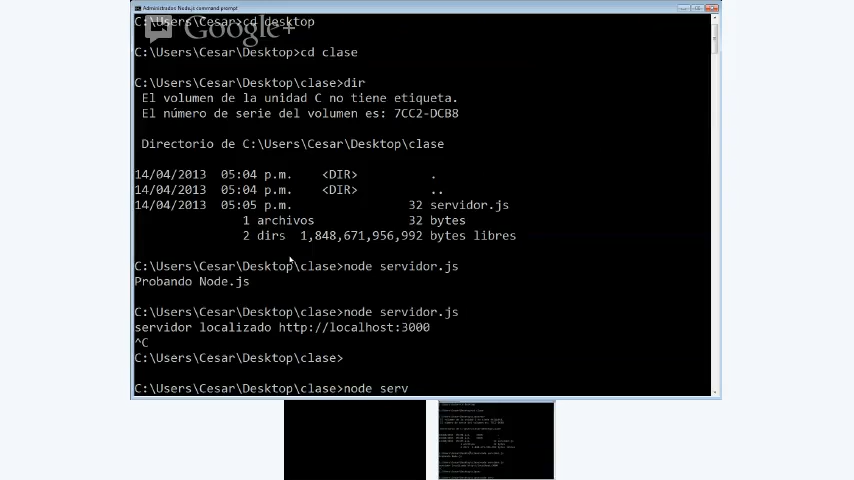 Administrador: Node.js command prompt
C:\Users\Cesar>cd desktop
Google+
C:\Users\Cesar\Desktop>cd clase
C:\Users\Cesar\Desktop\clase>dir
El volumen de la unidad C no tiene etiqueta.
El número de serie del volumen es: 7CC2-DCB8
Directorio de C:\Users\Cesar\Desktop\clase
14/04/2013 05:04 p.m. <DIR> .
14/04/2013 05:04 p.m. <DIR> ..
14/04/2013 05:05 p.m. 32 servidor.js
1 archivos 32 bytes
2 dirs 1,848,671,956,992 bytes libres
C:\Users\Cesar\Desktop\clase>node servidor.js
Probando Node.js
C:\Users\Cesar\Desktop\clase>node servidor.js
servidor localizado http://localhost:3000
^C
C:\Users\Cesar\Desktop\clase>
C:\Users\Cesar\Desktop\clase>node serv